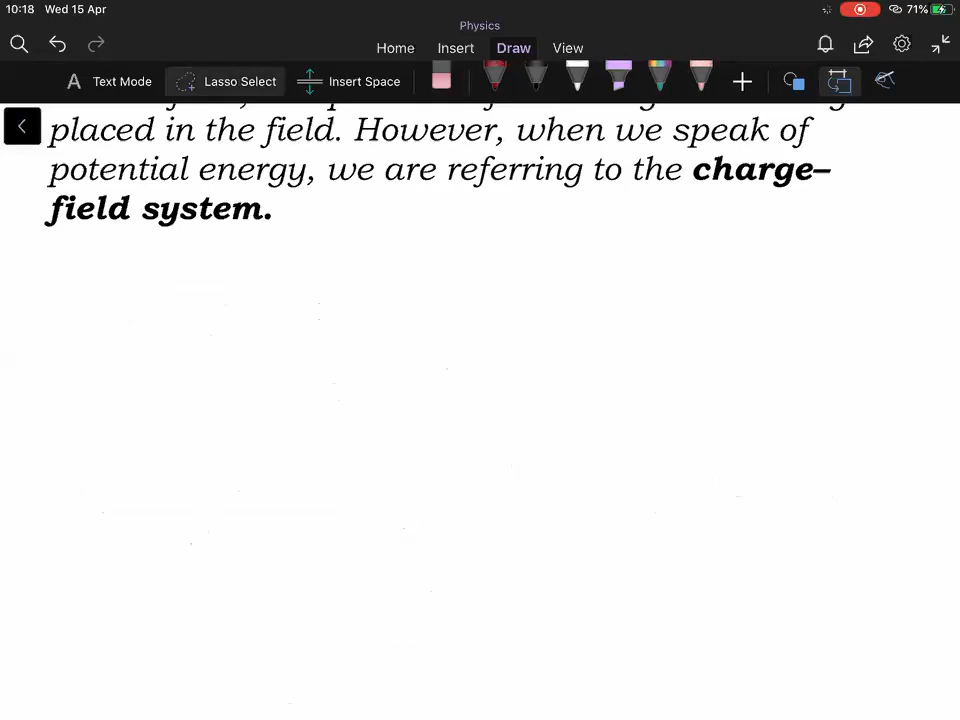 10:18 Wed 15 Apr
71%
Physics
Home Insert Draw View
Text Mode Lasso Select Insert Space
placed in the field. However, when we speak of
potential energy, we are referring to the charge–
field system.